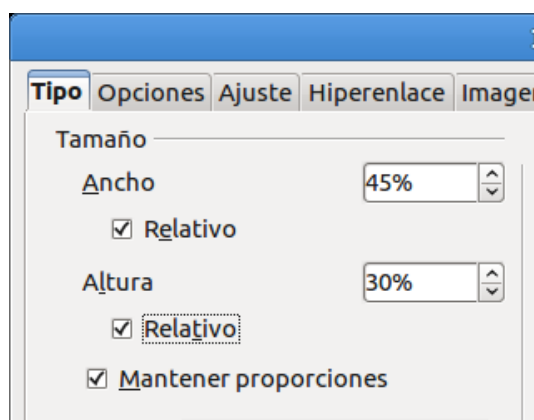 Tipo Opciones Ajuste Hiperenlace
Tamaño
Ancho 45%
Relativo
Altura 30%
Relativo
Mantener proporciones